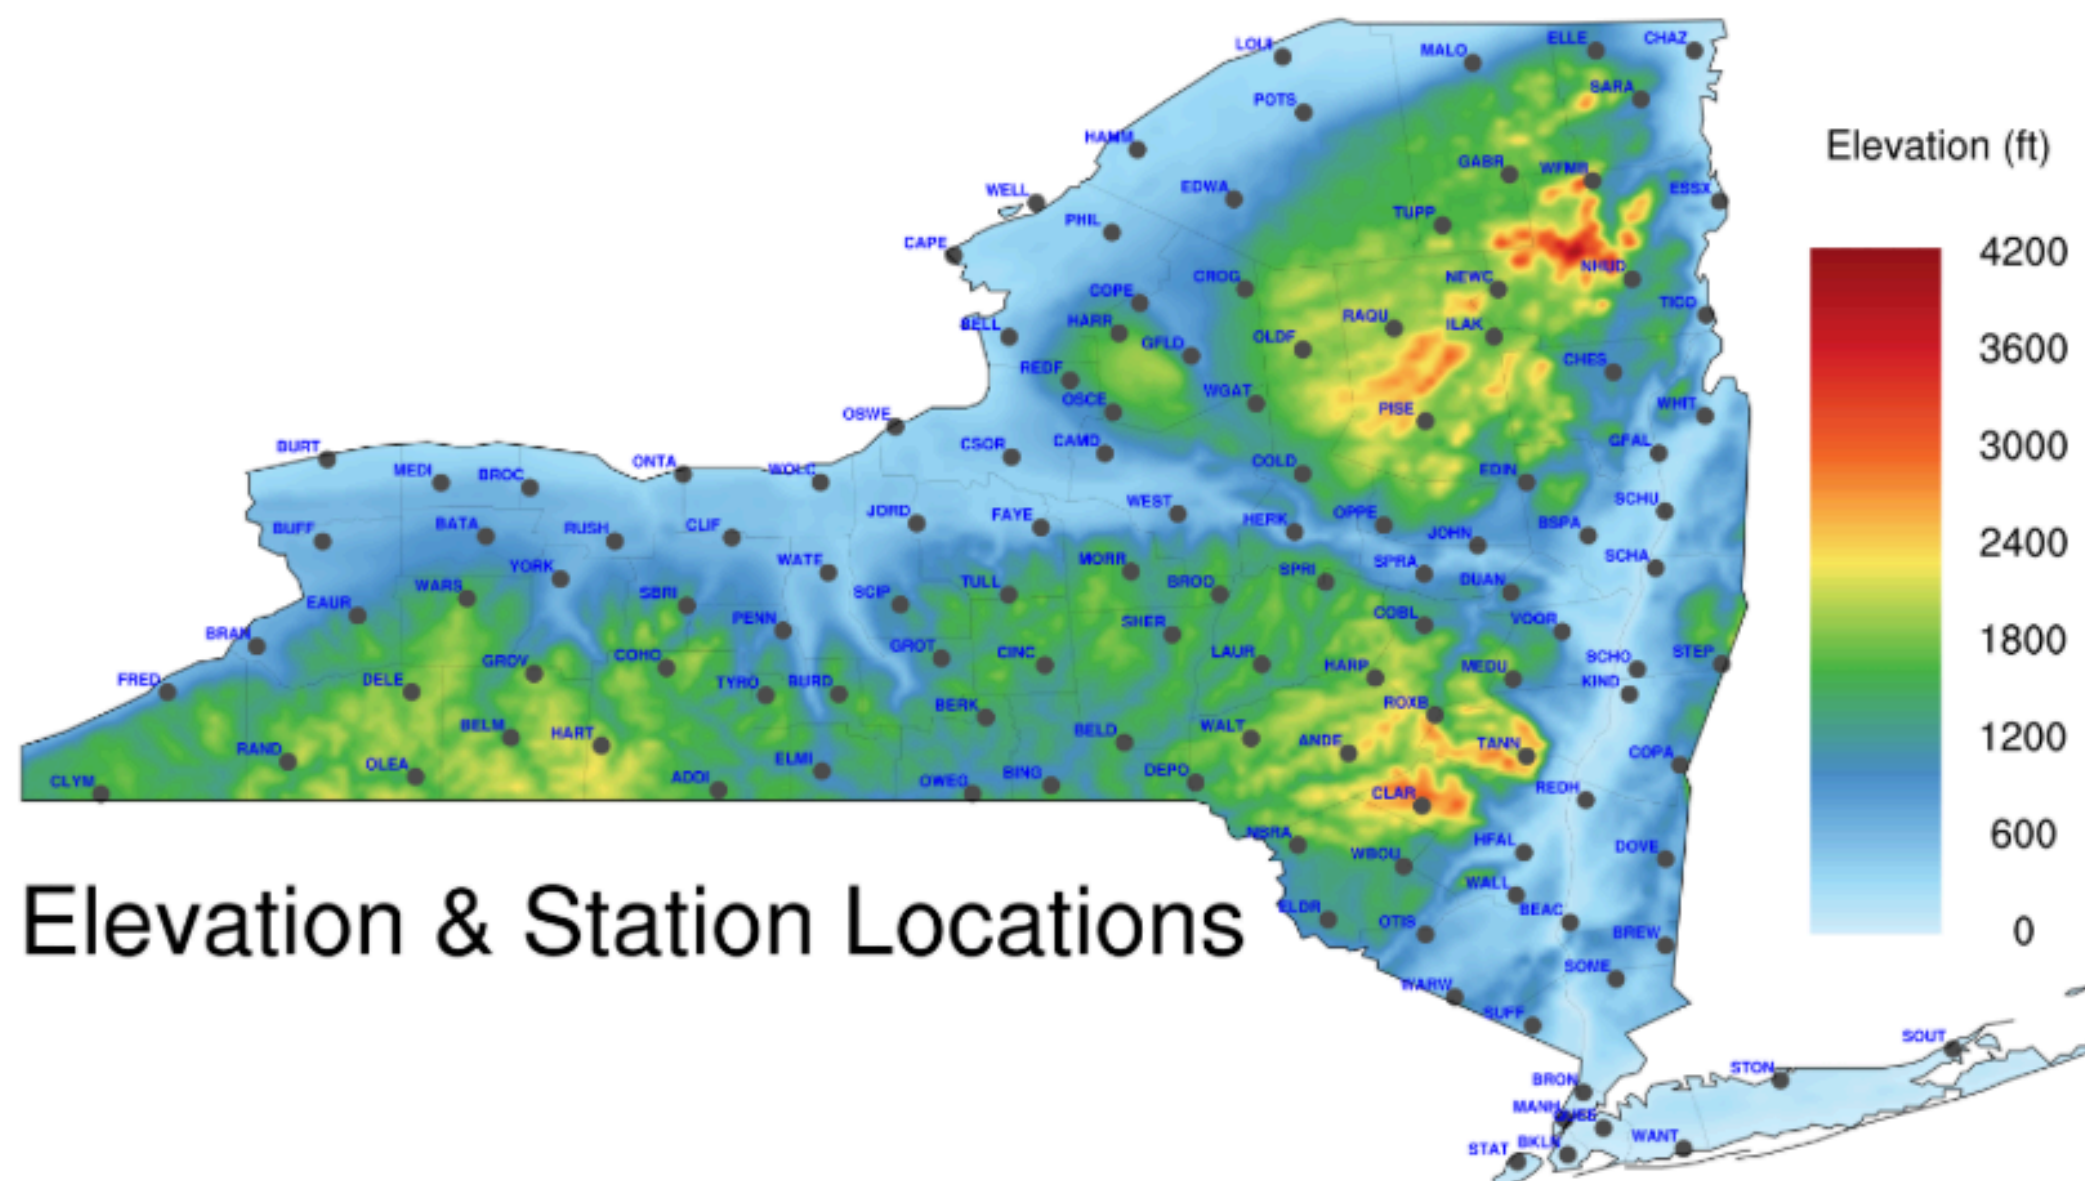 LOUI
MALO
ELLE
CHAZ
SARA
POTS
HAMM
GABR
WFMB
ESSX
WELL
EDWA
TUPP
PHIL
CAPE
CROG
NEWC
NHUD
COPE
TICO
HARR
BELL
RAQU
ILAK
OLDF
GFLD
CHES
REDF
WGAT
OSCE
PISE
WHIT
OSWE
CSOR
CAMD
GFAL
BURT
ONTA
WOLC
COLD
EDIN
MEDI
BROC
WEST
SCHU
JORD
FAYE
HERK
OPPE
JOHN
BSPA
BUFF
BATA
RUSH
CLIF
SCHA
YORK
WATE
MORR
SPRI
SPRA
DUAN
WARS
SBRI
SCIP
TULL
BROD
EAUR
PENN
SHER
COBL
VOOR
BRAN
GROV
COHO
GROT
CINC
LAUR
HARP
MEDU
SCHO
STEP
FRED
DELE
TYRO
BURD
KIND
BERK
ROXB
BELM
HART
BELD
WALT
ANDE
TANN
RAND
OLEA
COPA
CLYM
ADDI
ELMI
OWEG
BING
DEPO
CLAR
REDH
NBRA
WBOU
HFAL
DOVE
WALL
ELDR
OTIS
BEAC
BREW
SOME
WARW
SUFF
SOUT
STON
BRON
MANH
WANT
STAT
BKLN
Elevation (ft)
4200
3600
3000
2400
1800
1200
600
0
Elevation & Station Locations